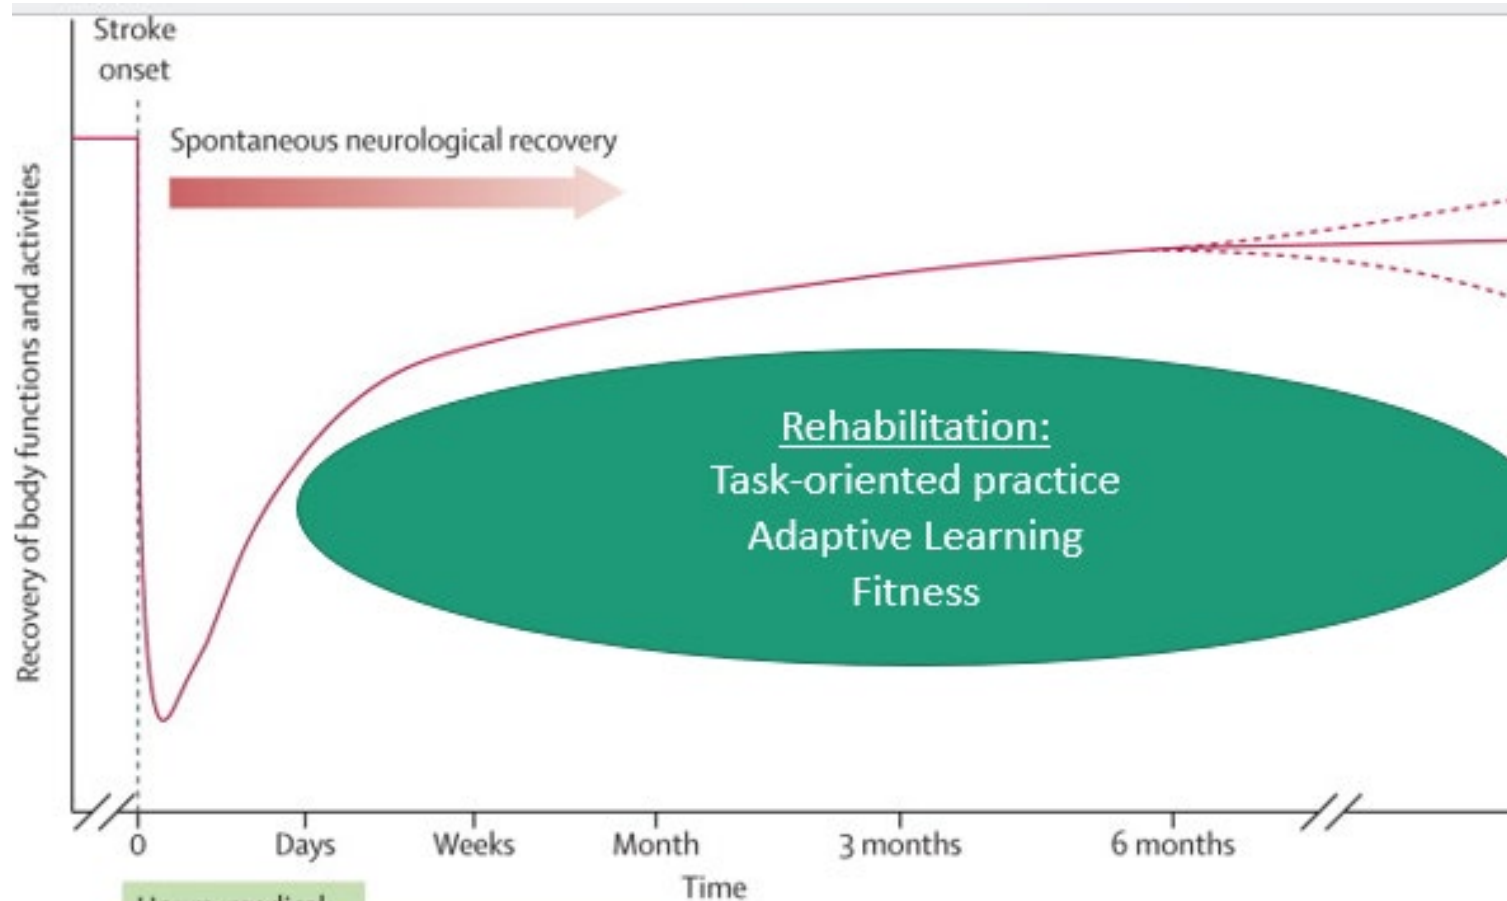 Stroke
onset
Spontaneous neurological recovery
Recovery of body functions and activities
Rehabilitation:
Task-oriented practice
Adaptive Learning
Fitness
0 Days Weeks Month 3 months 6 months
Time